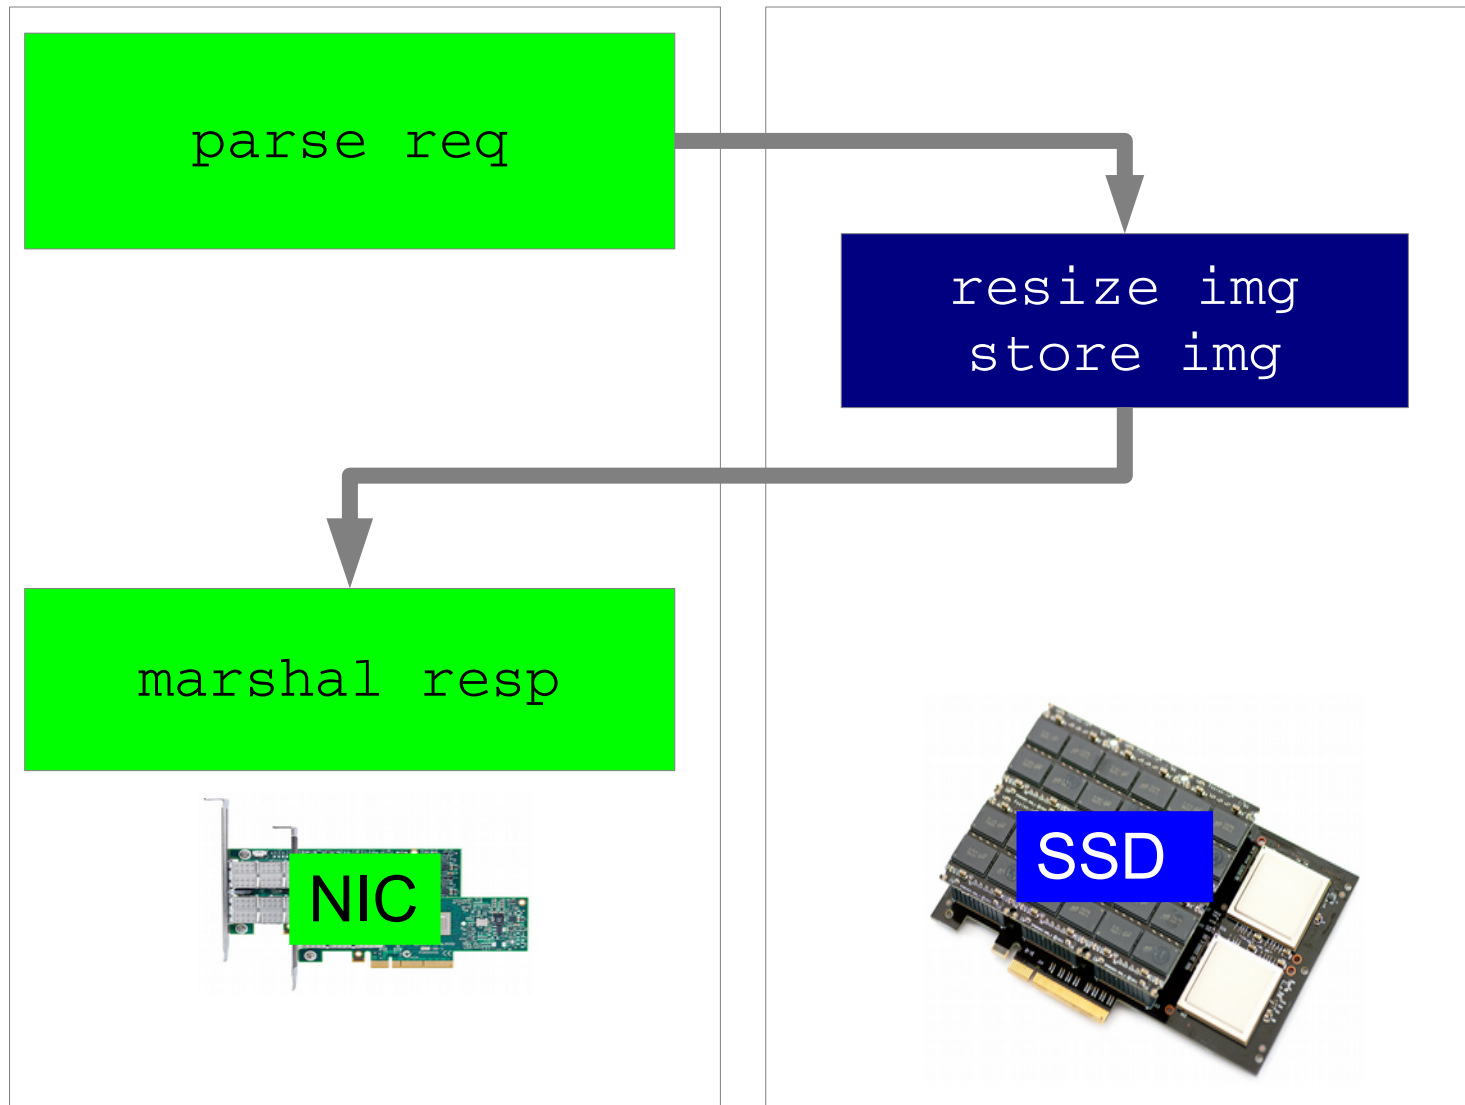 parse req
resize img
store img
marshal resp
NIC
SSD